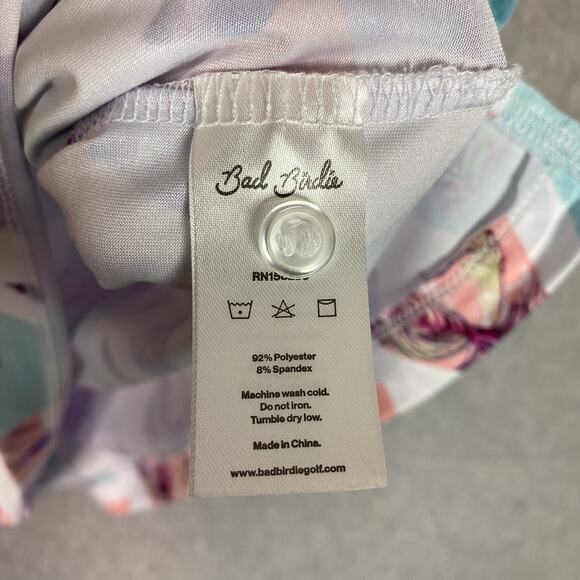 Bad Birdie
92% Polyester
8% Spandex
Machine wash cold.
Do not iron.
Tumble dry low.
Made in China.
www.badbirdiegolf.com